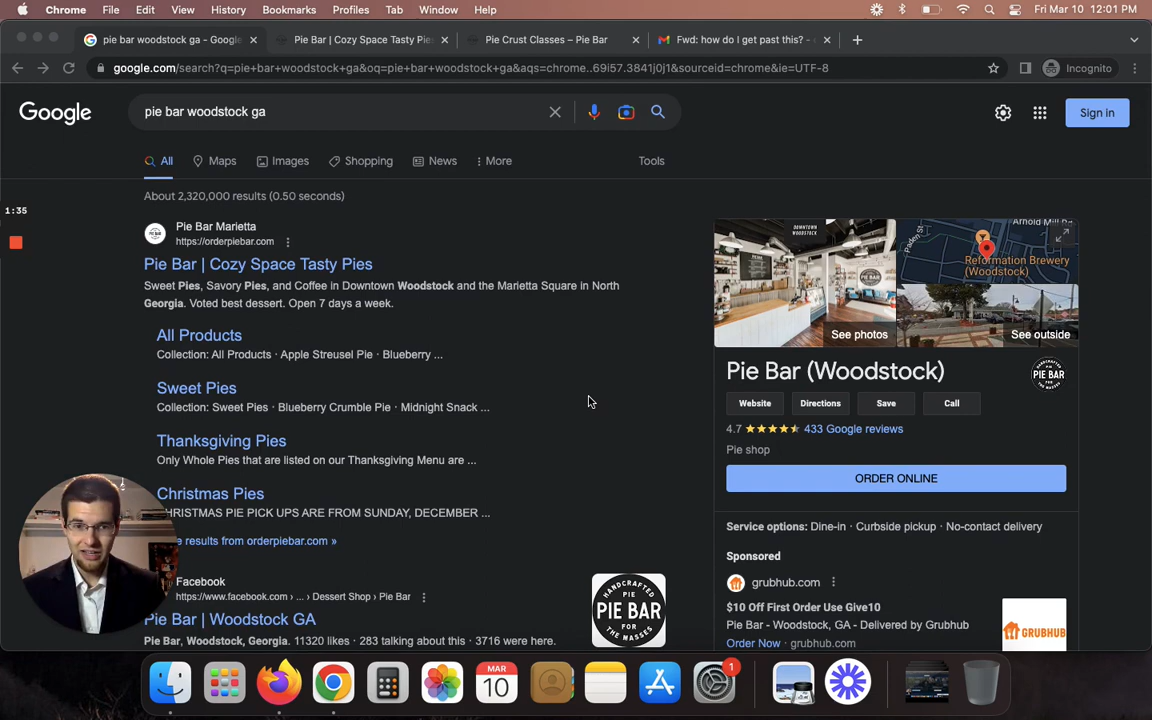 Chrome File Edit View History Bookmarks Profiles Tab Window Help Fri Mar 10 12:01 PM
pie bar woodstock ga - Google Pie Bar | Cozy Space Tasty Pie Pie Crust Classes – Pie Bar Fwd: how do I get past this? -
google.com/search?q=pie+bar+woodstock+ga&oq=pie+bar+woodstock+ga&aqs=chrome..69i57.3841j0j1&sourceid=chrome&ie=UTF-8 Incognito
Google pie bar woodstock ga Sign in
All Maps Images Shopping News More Tools
About 2,320,000 results (0.50 seconds)
1:35
Pie Bar Marietta
https://orderpiebar.com
Pie Bar | Cozy Space Tasty Pies
Sweet Pies, Savory Pies, and Coffee in Downtown Woodstock and the Marietta Square in North
Georgia. Voted best dessert. Open 7 days a week.
All Products
Collection: All Products · Apple Streusel Pie · Blueberry ...
Sweet Pies
Collection: Sweet Pies · Blueberry Crumble Pie · Midnight Snack ...
Thanksgiving Pies
Only Whole Pies that are listed on our Thanksgiving Menu are ...
Christmas Pies
CHRISTMAS PIE PICK UPS ARE FROM SUNDAY, DECEMBER ...
results from orderpiebar.com »
Facebook
https://www.facebook.com › ... › Dessert Shop › Pie Bar
Pie Bar | Woodstock GA
Pie Bar, Woodstock, Georgia. 11320 likes · 283 talking about this · 3716 were here.
HANDCRAFTED
PIE
PIE BAR
FOR THE
MASSES
DOWNTOWN
WOODSTOCK
PIE BAR
Arnold Mill Rd
Paden St
Reformation Brewery
(Woodstock)
See photos
See outside
Pie Bar (Woodstock)
PIE BAR
Website Directions Save Call
4.7 433 Google reviews
Pie shop
ORDER ONLINE
Service options: Dine-in · Curbside pickup · No-contact delivery
Sponsored
grubhub.com
$10 Off First Order Use Give10
Pie Bar - Woodstock, GA - Delivered by Grubhub
Order Now · grubhub.com
GRUBHUB
MAR
10
1